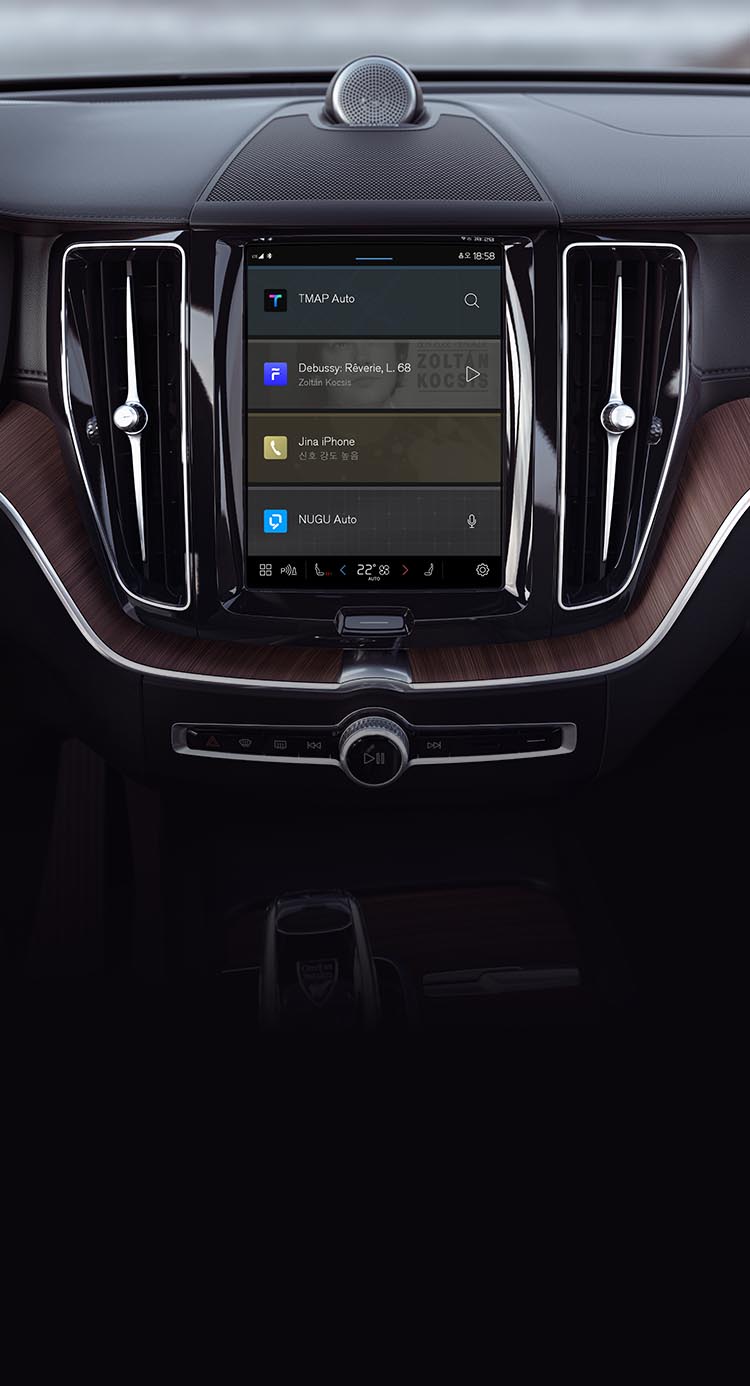 오 18:58
TMAP Auto
Debussy: Rêverie, L. 68
Zoltán Kocsis
ZOLTÁN
KOCSIS
Jina iPhone
신호 강도 높음
NUGU Auto
22°
AUTO